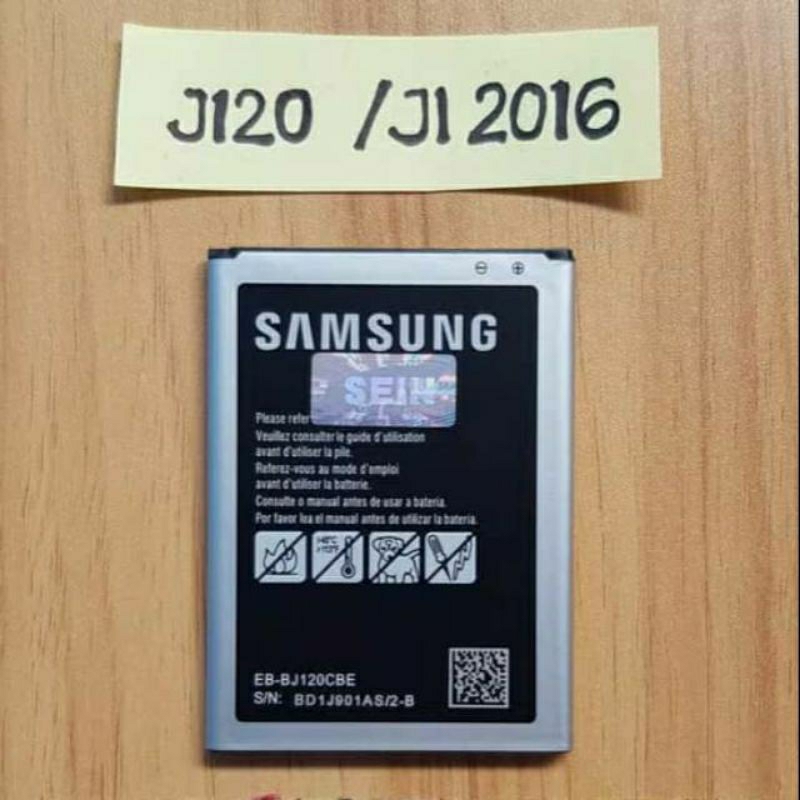 J120 /J1 2016
SAMSUNG
SEIN
Please refer
Veuillez consulter le guide d'utilisation
avant d'utiliser la pile.
Referez-vous au mode d'emploi
avant d'utiliser la batterie.
Consulte o manual antes de usar a bateria.
Por favor lea el manual antes de utilizar la batería.
EB-BJ120CBE
S/N: BD1J901AS/2-B